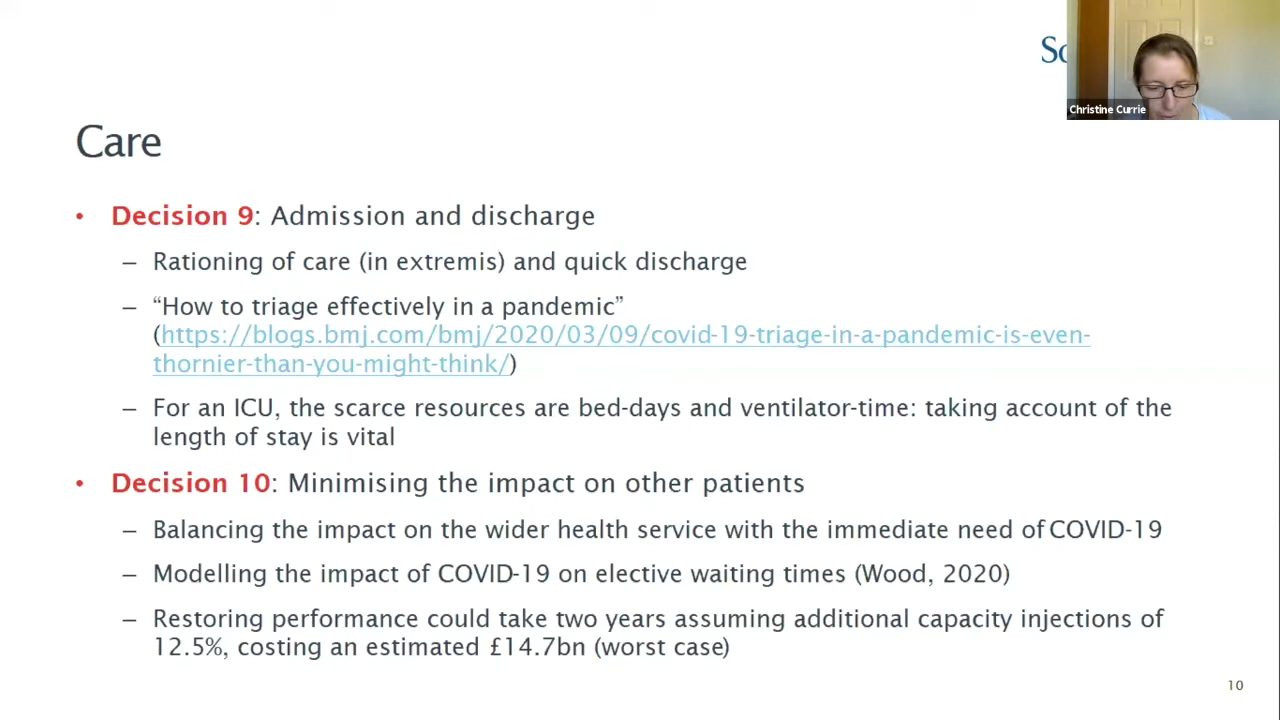 So
Christine Currie
Care
• Decision 9: Admission and discharge
– Rationing of care (in extremis) and quick discharge
– “How to triage effectively in a pandemic”
(https://blogs.bmj.com/bmj/2020/03/09/covid-19-triage-in-a-pandemic-is-even-
thornier-than-you-might-think/)
– For an ICU, the scarce resources are bed-days and ventilator-time: taking account of the
length of stay is vital
• Decision 10: Minimising the impact on other patients
– Balancing the impact on the wider health service with the immediate need of COVID-19
– Modelling the impact of COVID-19 on elective waiting times (Wood, 2020)
– Restoring performance could take two years assuming additional capacity injections of
12.5%, costing an estimated £14.7bn (worst case)
10